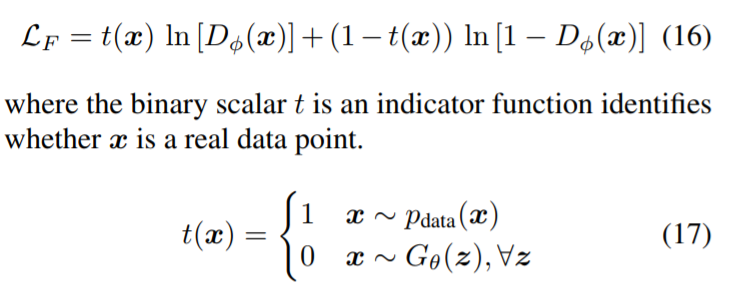 ℒ_F = t(𝒙) ln [D_ϕ(𝒙)] + (1 − t(𝒙)) ln [1 − D_ϕ(𝒙)] (16)
where the binary scalar t is an indicator function identifies
whether 𝒙 is a real data point.
t(𝒙) = { 1 𝒙 ∼ p_data(𝒙)
0 𝒙 ∼ G_θ(𝒛), ∀𝒛 (17)